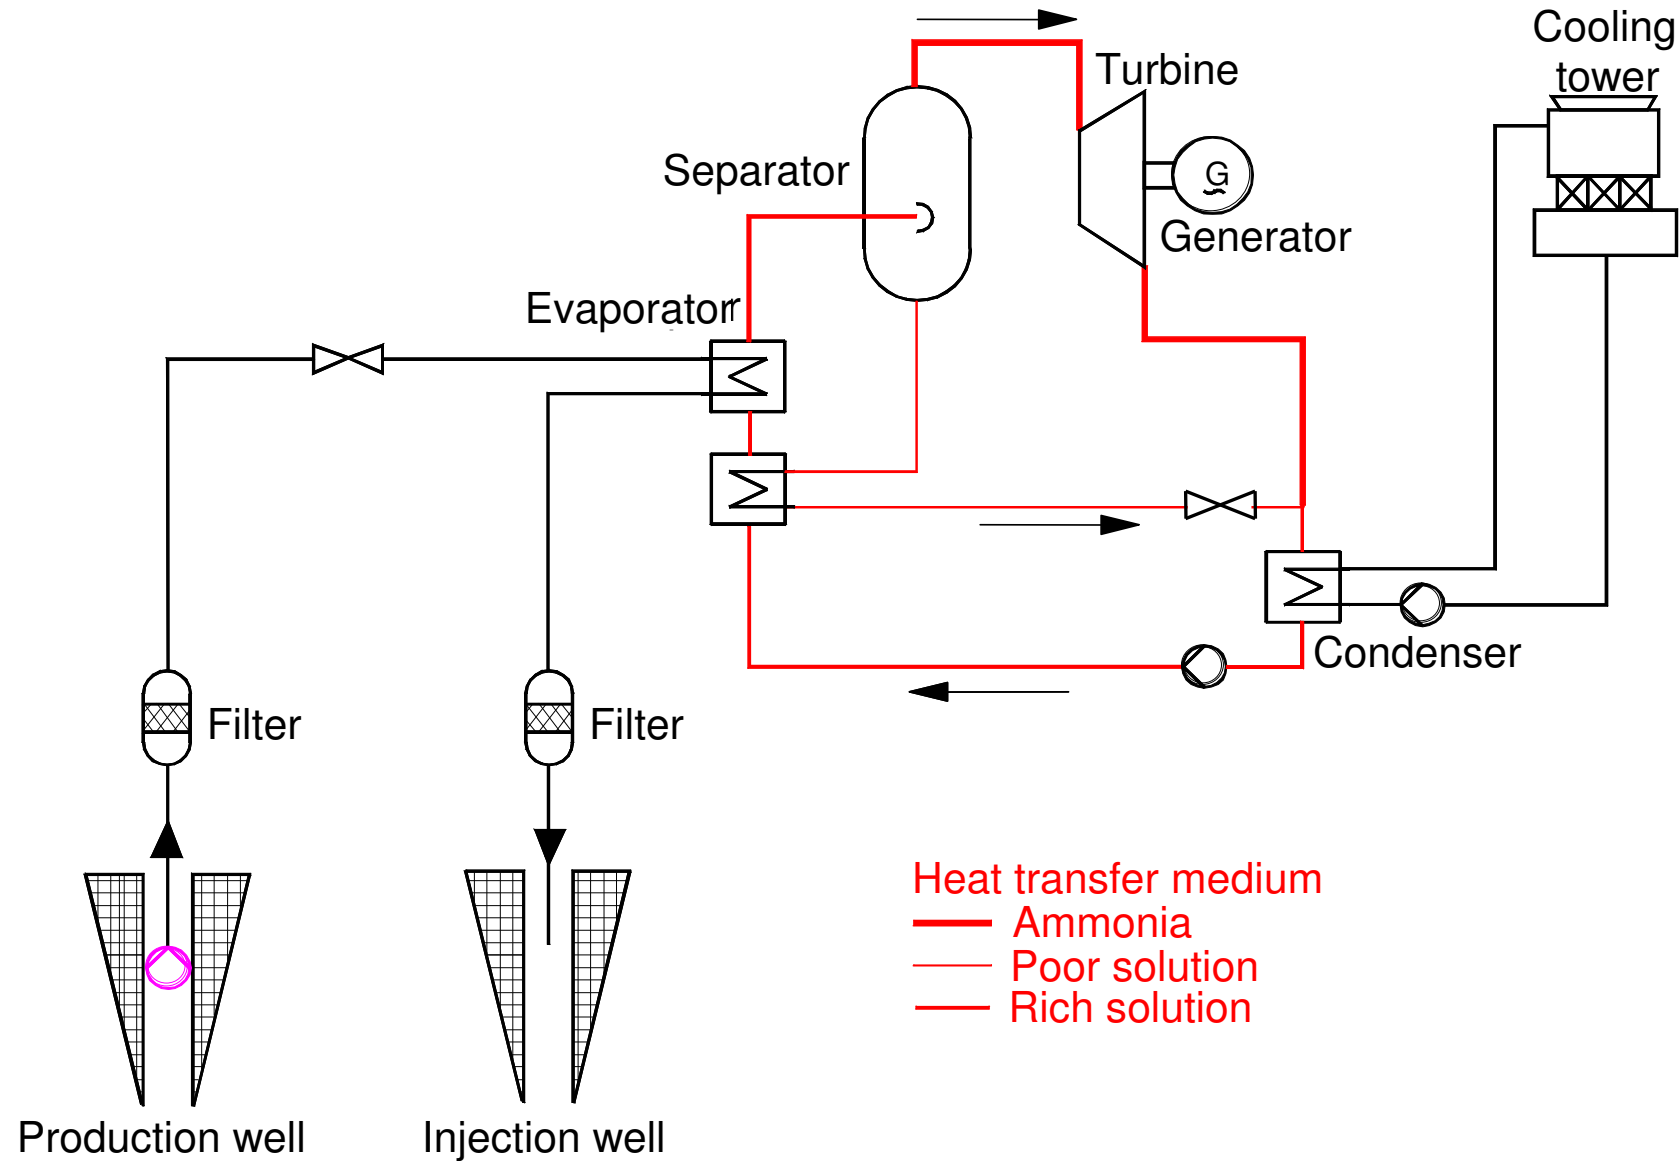 Cooling
tower
Turbine
Separator
G
Generator
Evaporator
Condenser
Filter
Filter
Heat transfer medium
Ammonia
Poor solution
Rich solution
Production well
Injection well